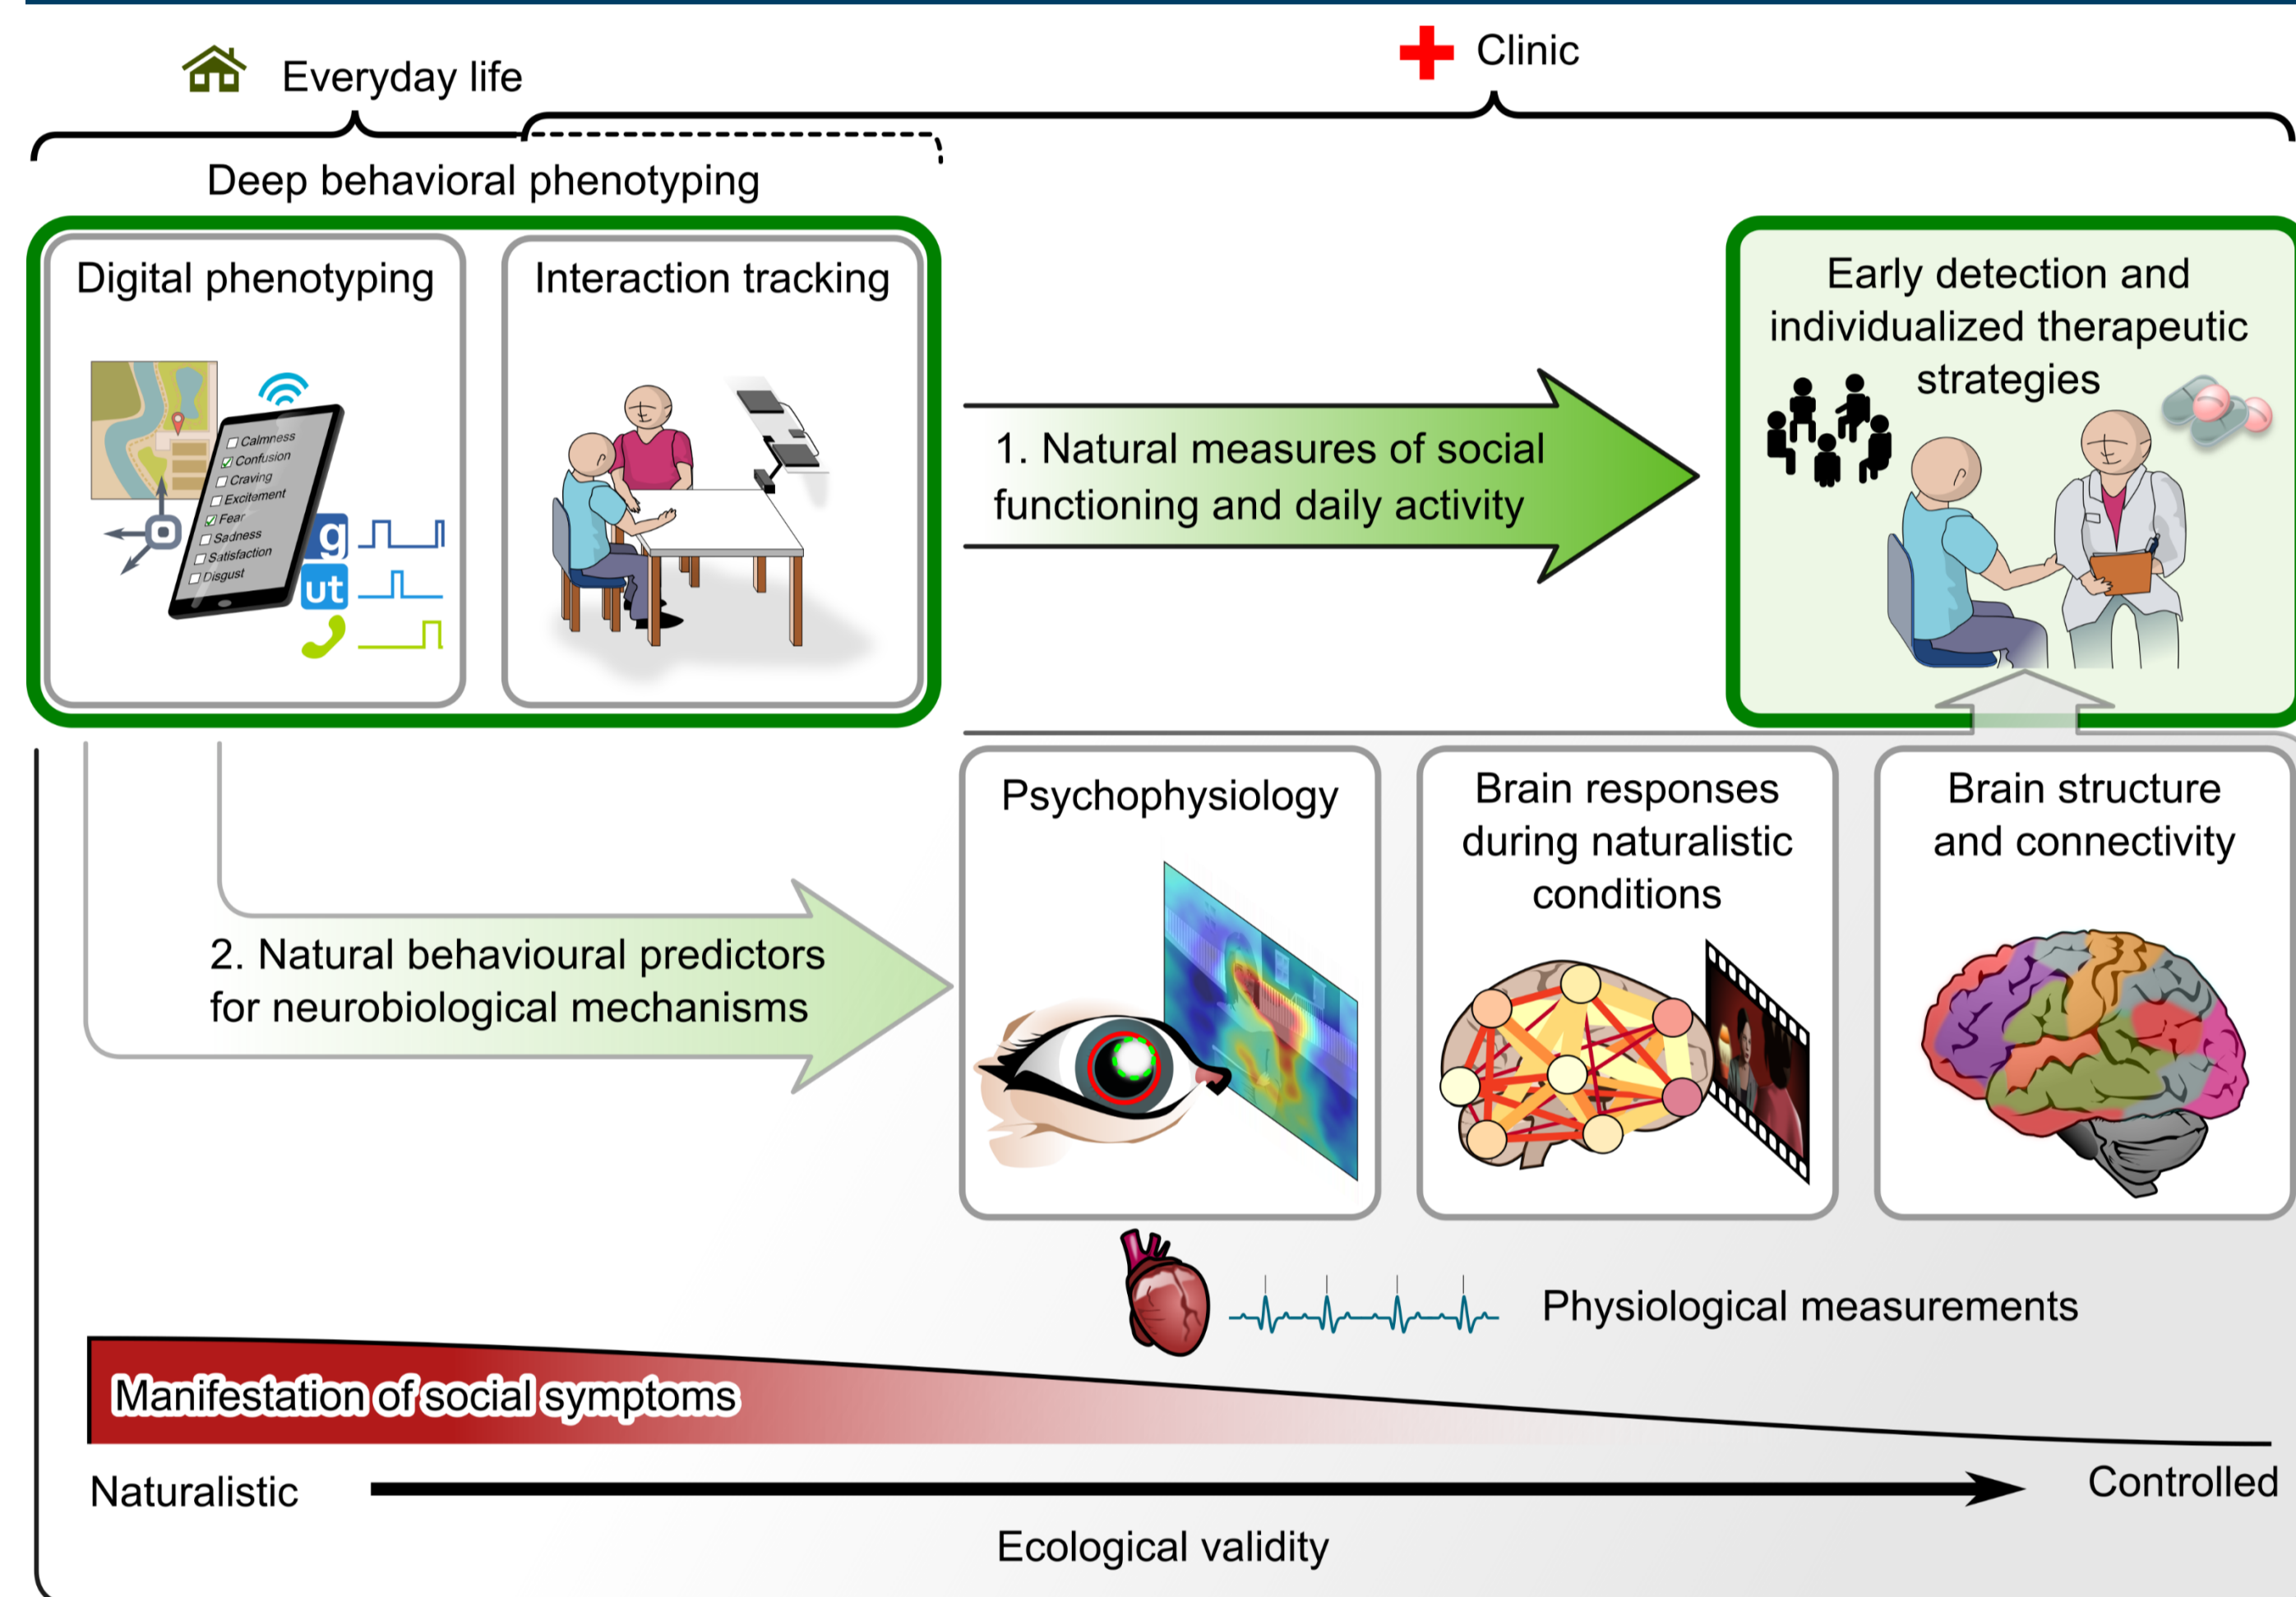 Everyday life
Clinic
Deep behavioral phenotyping
Digital phenotyping
Calmness
Confusion
Craving
Excitement
Fear
Sadness
Satisfaction
Disgust
g
ut
Interaction tracking
1. Natural measures of social
functioning and daily activity
Early detection and
individualized therapeutic
strategies
2. Natural behavioural predictors
for neurobiological mechanisms
Psychophysiology
Brain responses
during naturalistic
conditions
Brain structure
and connectivity
Physiological measurements
Manifestation of social symptoms
Naturalistic
Controlled
Ecological validity